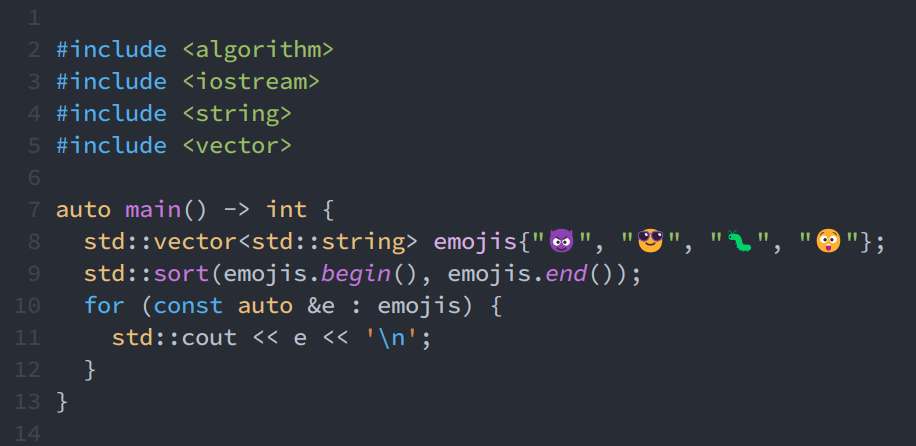 1
2 #include <algorithm>
3 #include <iostream>
4 #include <string>
5 #include <vector>
6
7 auto main() -> int {
8   std::vector<std::string> emojis{"😈", "😎", "🐛", "😳"};
9   std::sort(emojis.begin(), emojis.end());
10   for (const auto &e : emojis) {
11     std::cout << e << '\n';
12   }
13 }
14